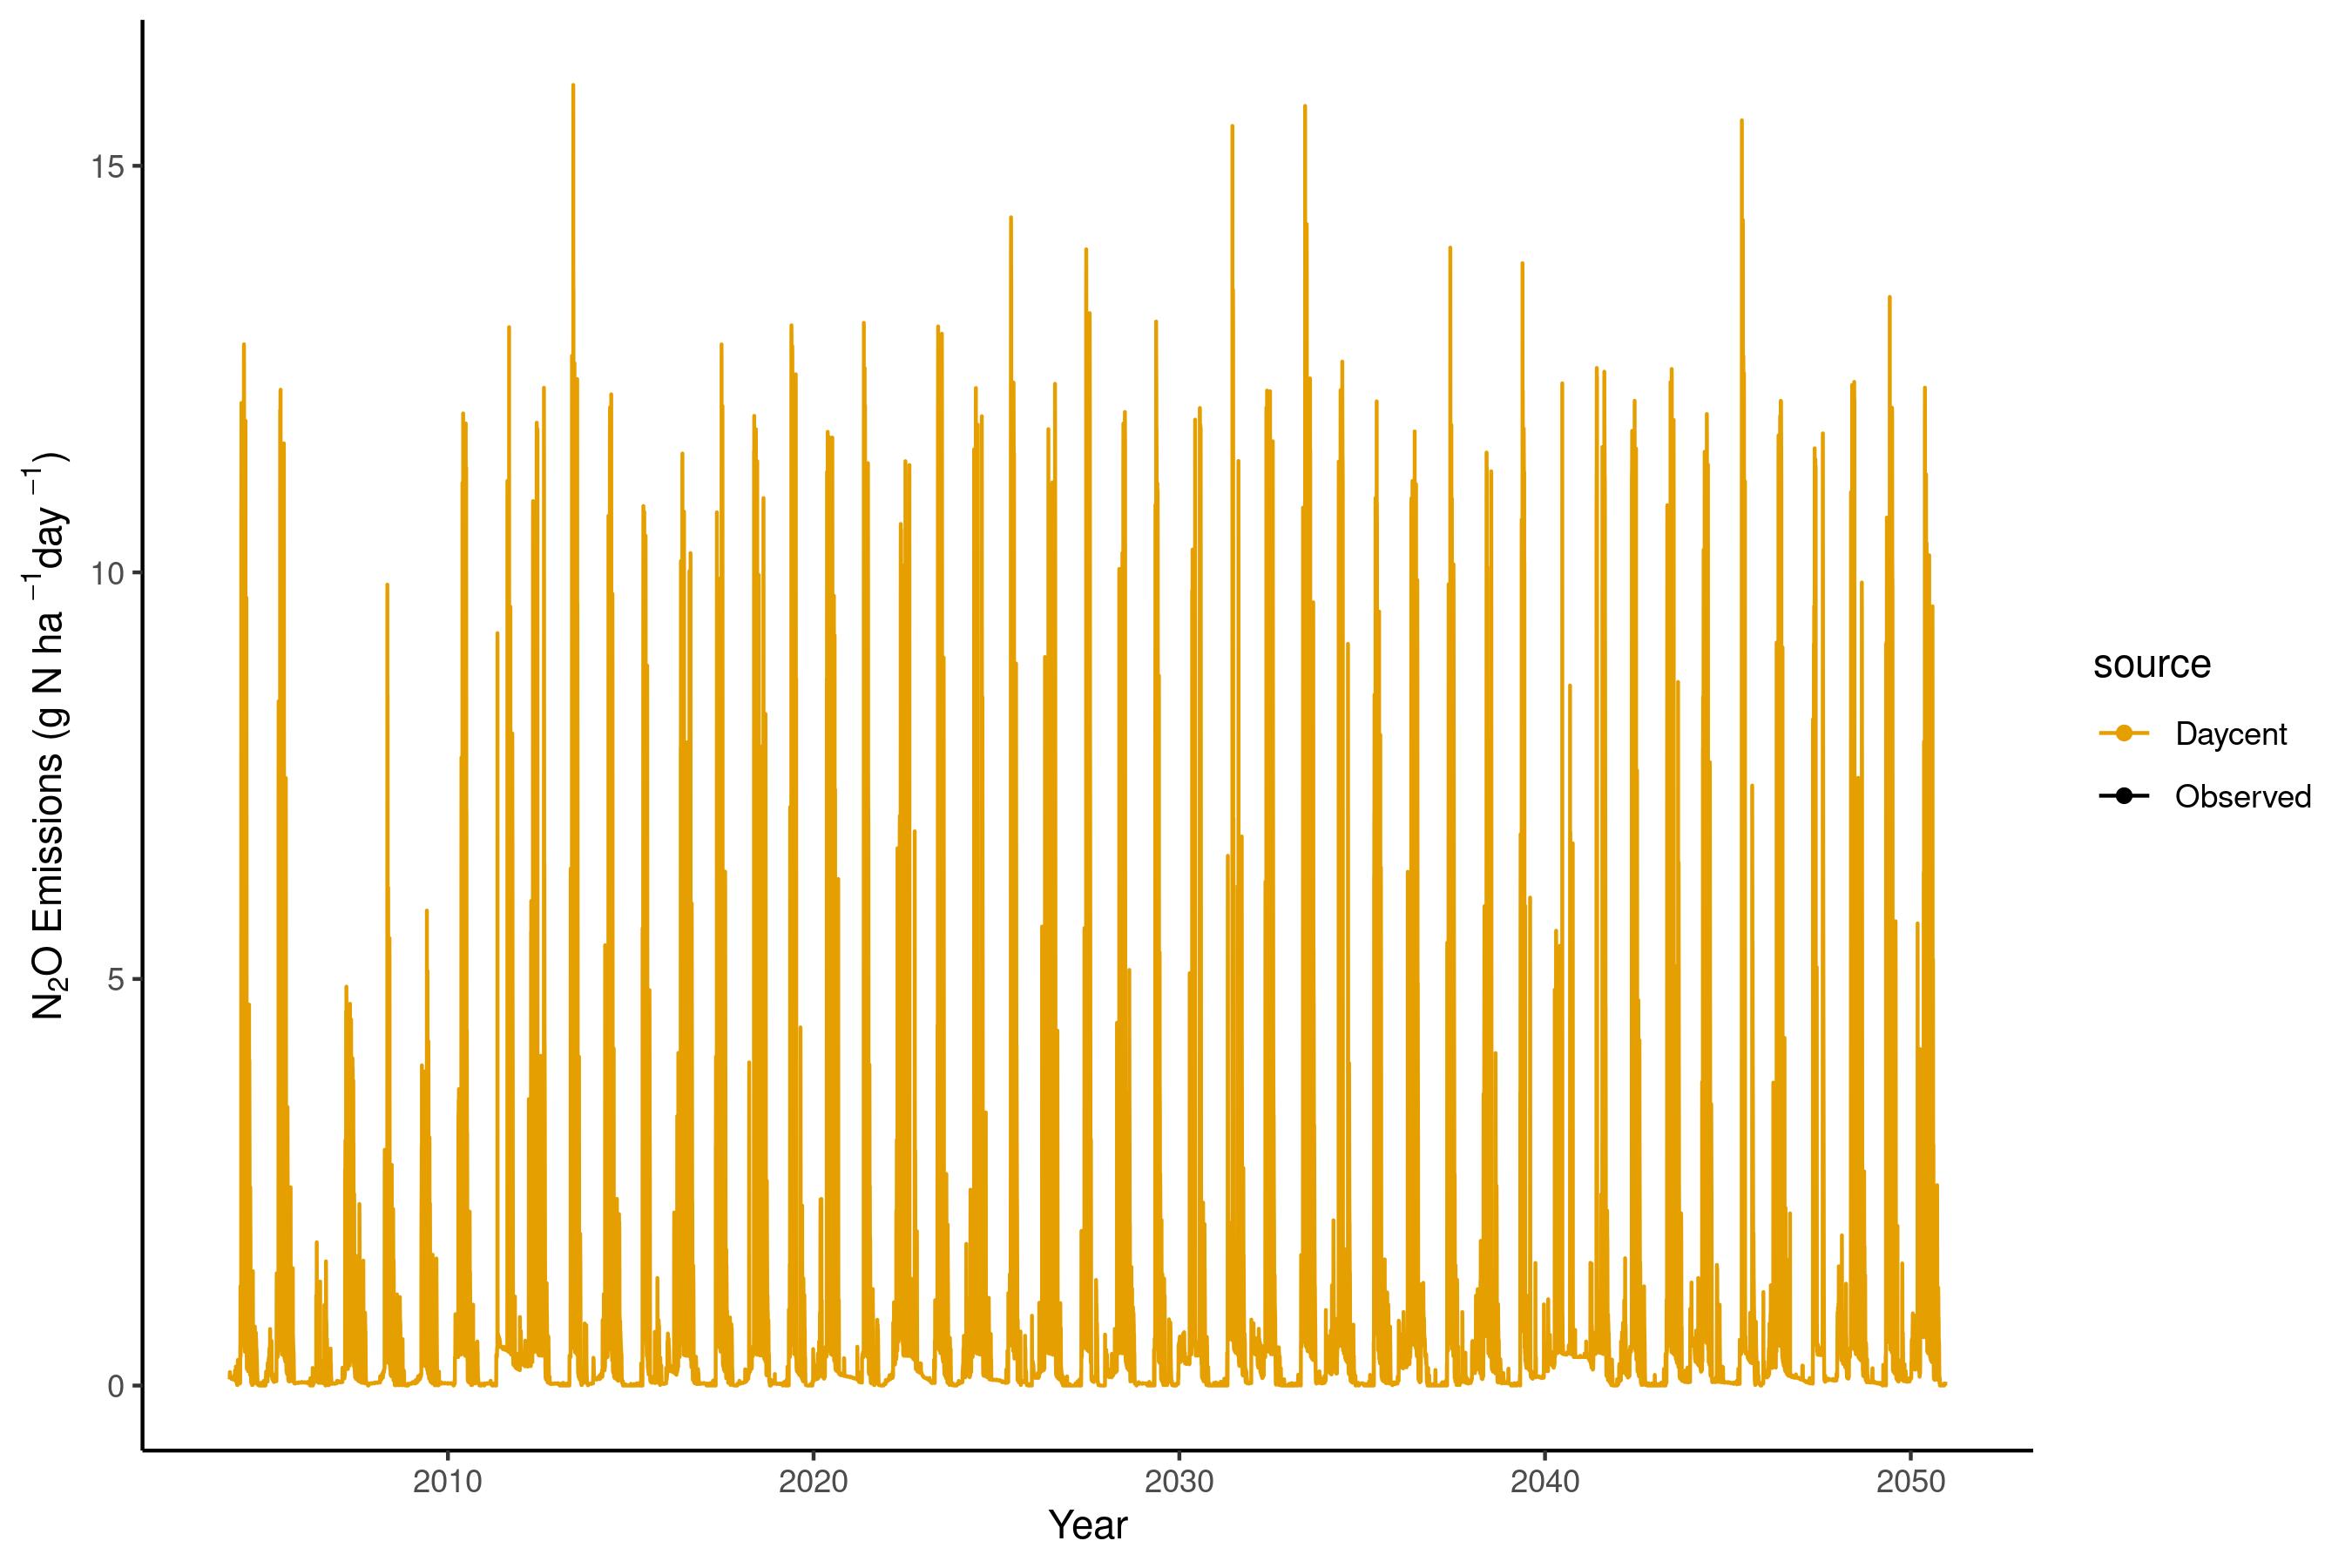 15
10
5
0
N₂O Emissions (g N ha ⁻¹day ⁻¹)
2010 2020 2030 2040 2050
Year
source
Daycent
Observed